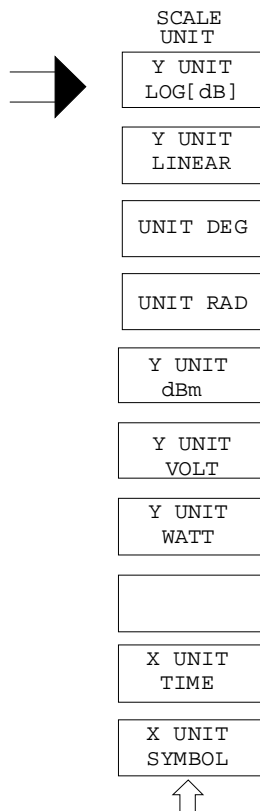 SCALE
UNIT
Y UNIT
LOG[dB]
Y UNIT
LINEAR
UNIT DEG
UNIT RAD
Y UNIT
dBm
Y UNIT
VOLT
Y UNIT
WATT
X UNIT
TIME
X UNIT
SYMBOL